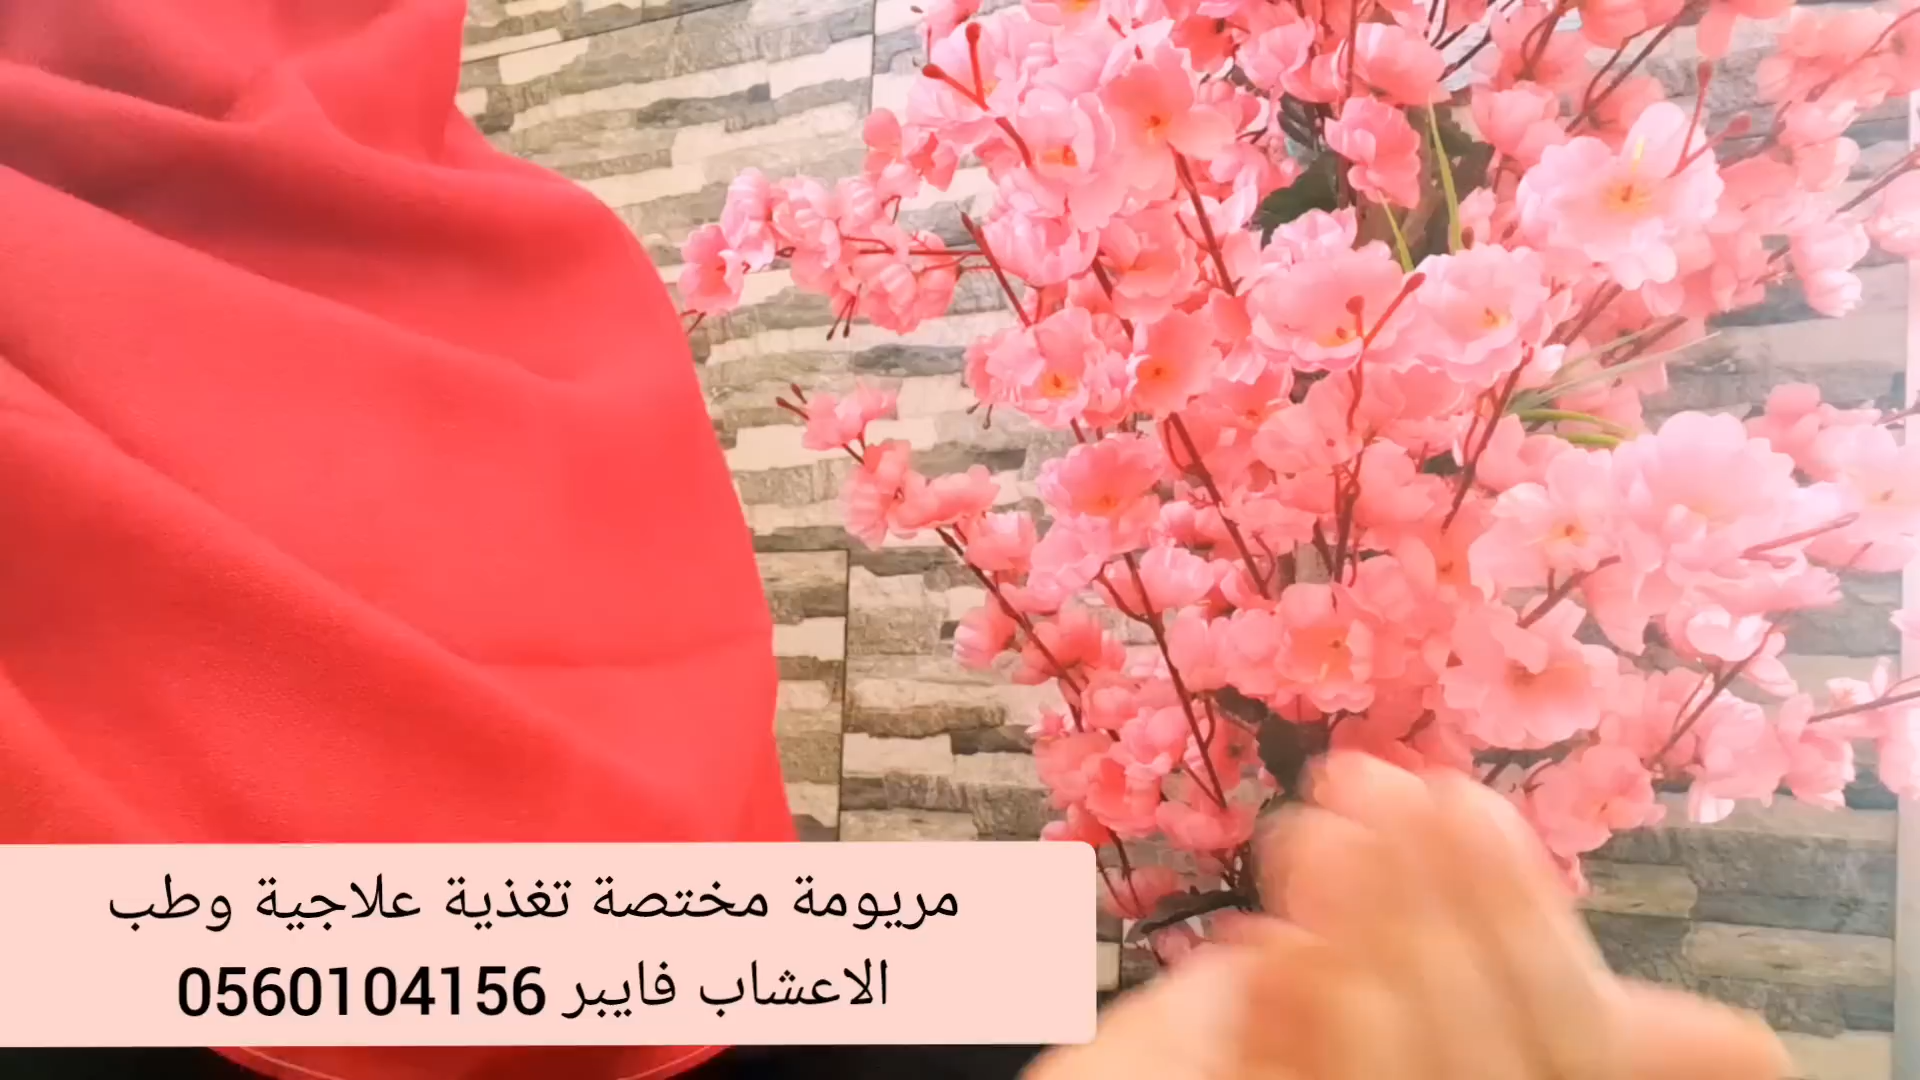 مريومة مختصة تغذية علاجية وطب
الاعشاب فايبر 0560104156